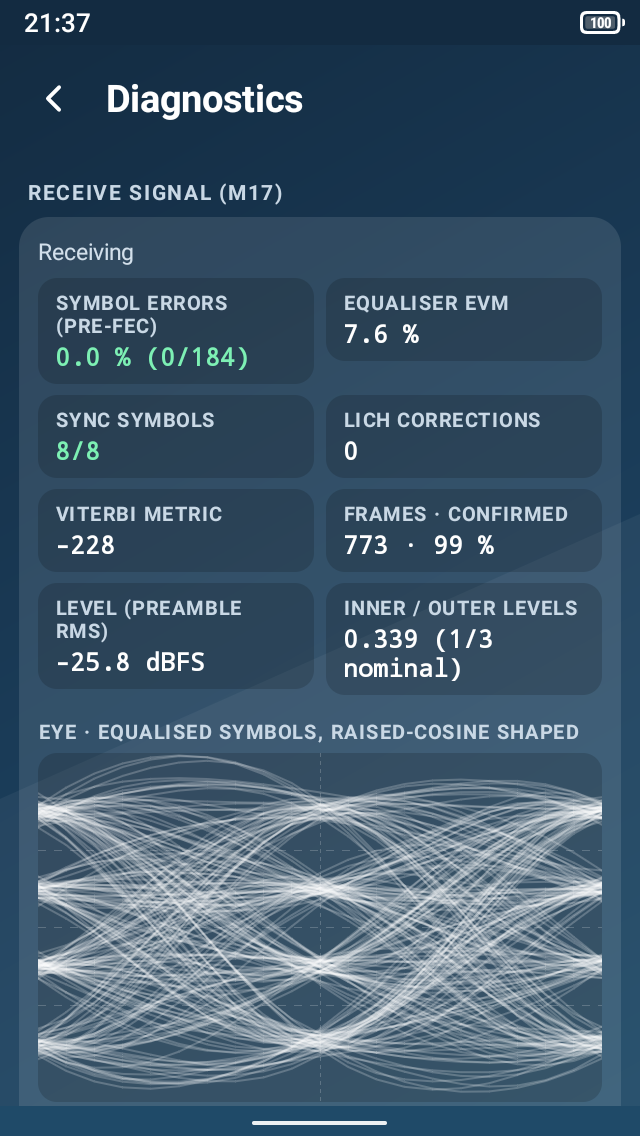 21:37
100
Diagnostics
RECEIVE SIGNAL (M17)
Receiving
SYMBOL ERRORS
(PRE-FEC)
0.0 % (0/184)
EQUALISER EVM
7.6 %
SYNC SYMBOLS
8/8
LICH CORRECTIONS
0
VITERBI METRIC
-228
FRAMES · CONFIRMED
773 · 99 %
LEVEL (PREAMBLE
RMS)
-25.8 dBFS
INNER / OUTER LEVELS
0.339 (1/3
nominal)
EYE · EQUALISED SYMBOLS, RAISED-COSINE SHAPED